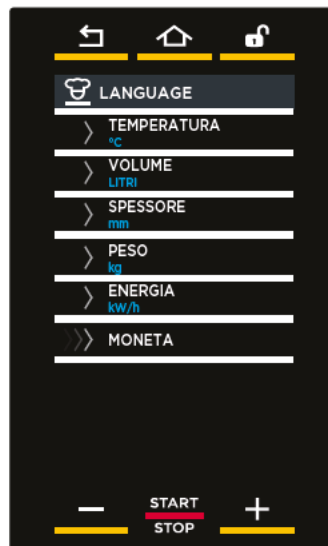 LANGUAGE
TEMPERATURA
°C
VOLUME
LITRI
SPESSORE
mm
PESO
kg
ENERGIA
kW/h
MONETA
START
STOP